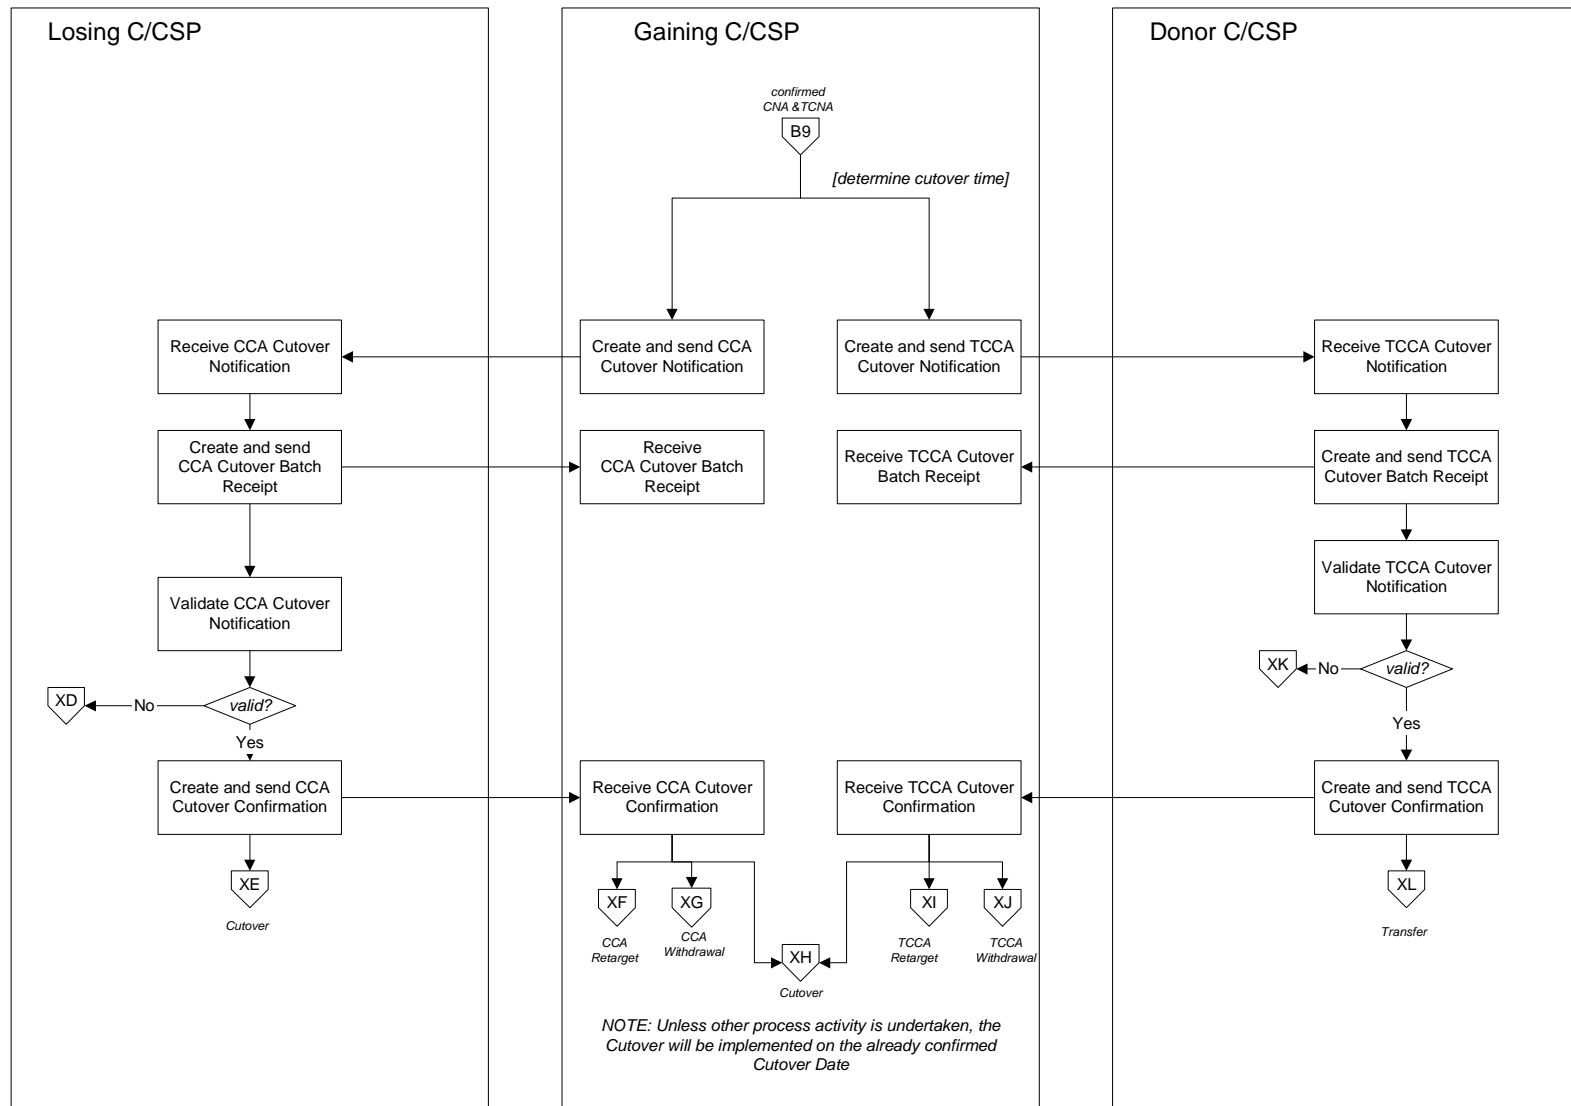 Losing C/CSP
Gaining C/CSP
Donor C/CSP
confirmed
CNA &TCNA
B9
[determine cutover time]
Receive CCA Cutover
Notification
Create and send CCA
Cutover Notification
Create and send TCCA
Cutover Notification
Receive TCCA Cutover
Notification
Create and send
CCA Cutover Batch
Receipt
Receive
CCA Cutover Batch
Receipt
Receive TCCA Cutover
Batch Receipt
Create and send TCCA
Cutover Batch Receipt
Validate CCA Cutover
Notification
Validate TCCA Cutover
Notification
XD
No
valid?
Yes
XK
No
valid?
Yes
Create and send CCA
Cutover Confirmation
Receive CCA Cutover
Confirmation
Receive TCCA Cutover
Confirmation
Create and send TCCA
Cutover Confirmation
XE
Cutover
XF
CCA
Retarget
XG
CCA
Withdrawal
XH
Cutover
XI
TCCA
Retarget
XJ
TCCA
Withdrawal
XL
Transfer
NOTE: Unless other process activity is undertaken, the
Cutover will be implemented on the already confirmed
Cutover Date